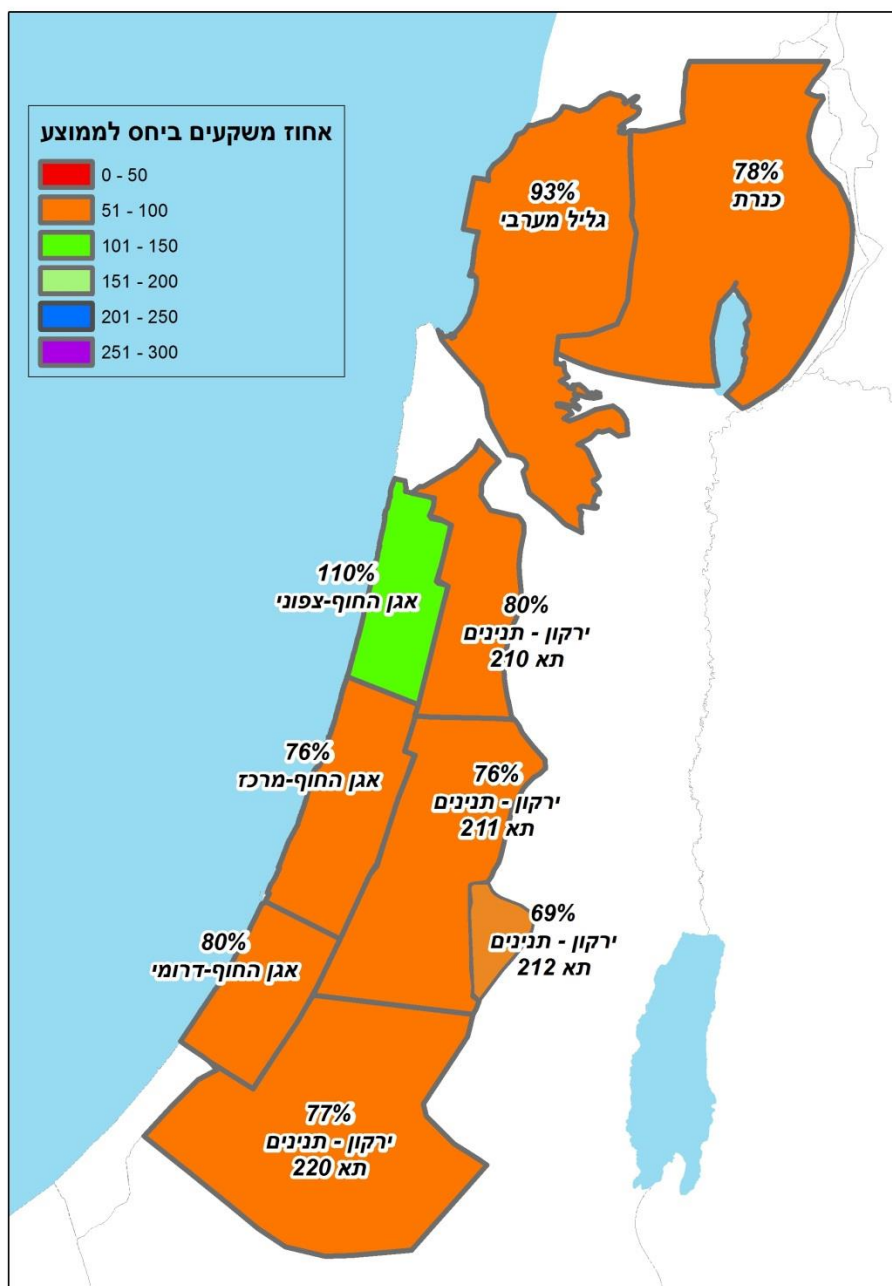 אחוז משקעים ביחס לממוצע
0 - 50
51 - 100
101 - 150
151 - 200
201 - 250
251 - 300
78%
כנרת
93%
גליל מערבי
110%
אגן החוף-צפוני
80%
ירקון - תנינים
תא 210
76%
אגן החוף-מרכז
76%
ירקון - תנינים
תא 211
69%
ירקון - תנינים
תא 212
80%
אגן החוף-דרומי
77%
ירקון - תנינים
תא 220